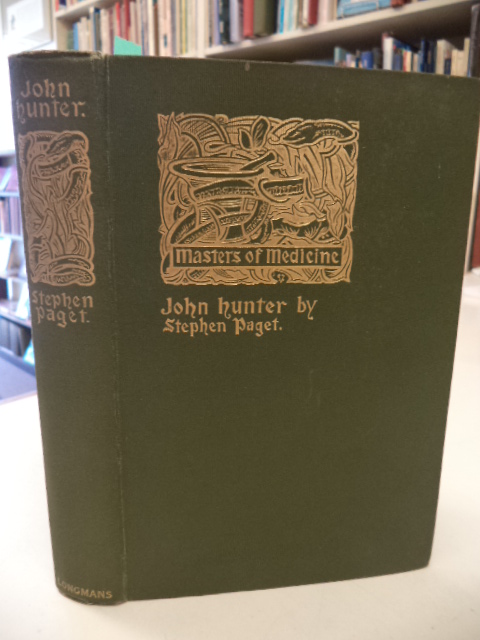 John
hunter.
Stephen
Paget.
LONGMANS
Masters of Medicine
John hunter by
Stephen Paget.